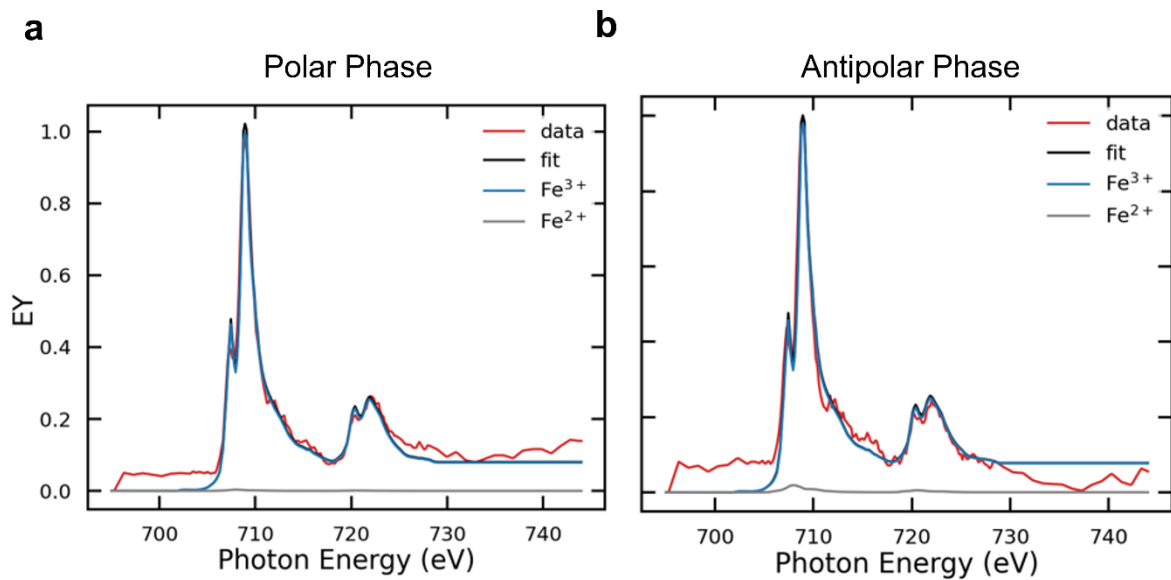 a
b
Polar Phase
Antipolar Phase
data
fit
Fe³⁺
Fe²⁺
data
fit
Fe³⁺
Fe²⁺
EY
1.0
0.8
0.6
0.4
0.2
0.0
700 710 720 730 740
700 710 720 730 740
Photon Energy (eV)
Photon Energy (eV)